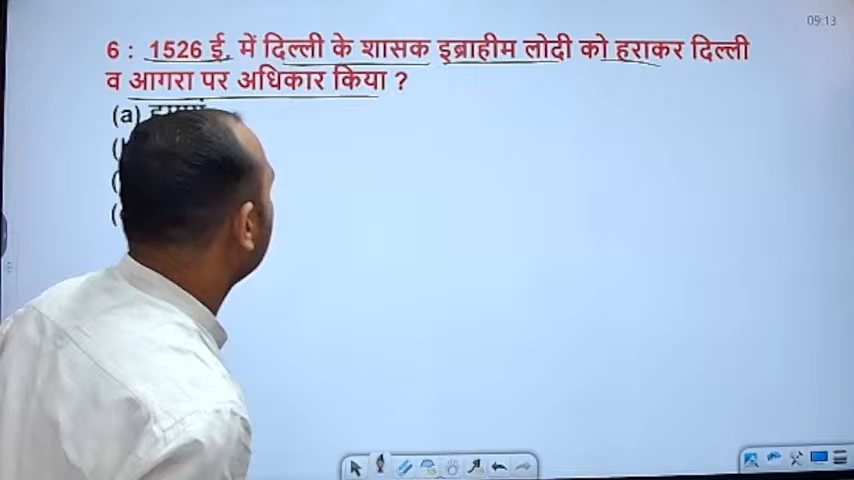 09:13
6 : 1526 ई. में दिल्ली के शासक इब्राहीम लोदी को हराकर दिल्ली
व आगरा पर अधिकार किया ?
(a)